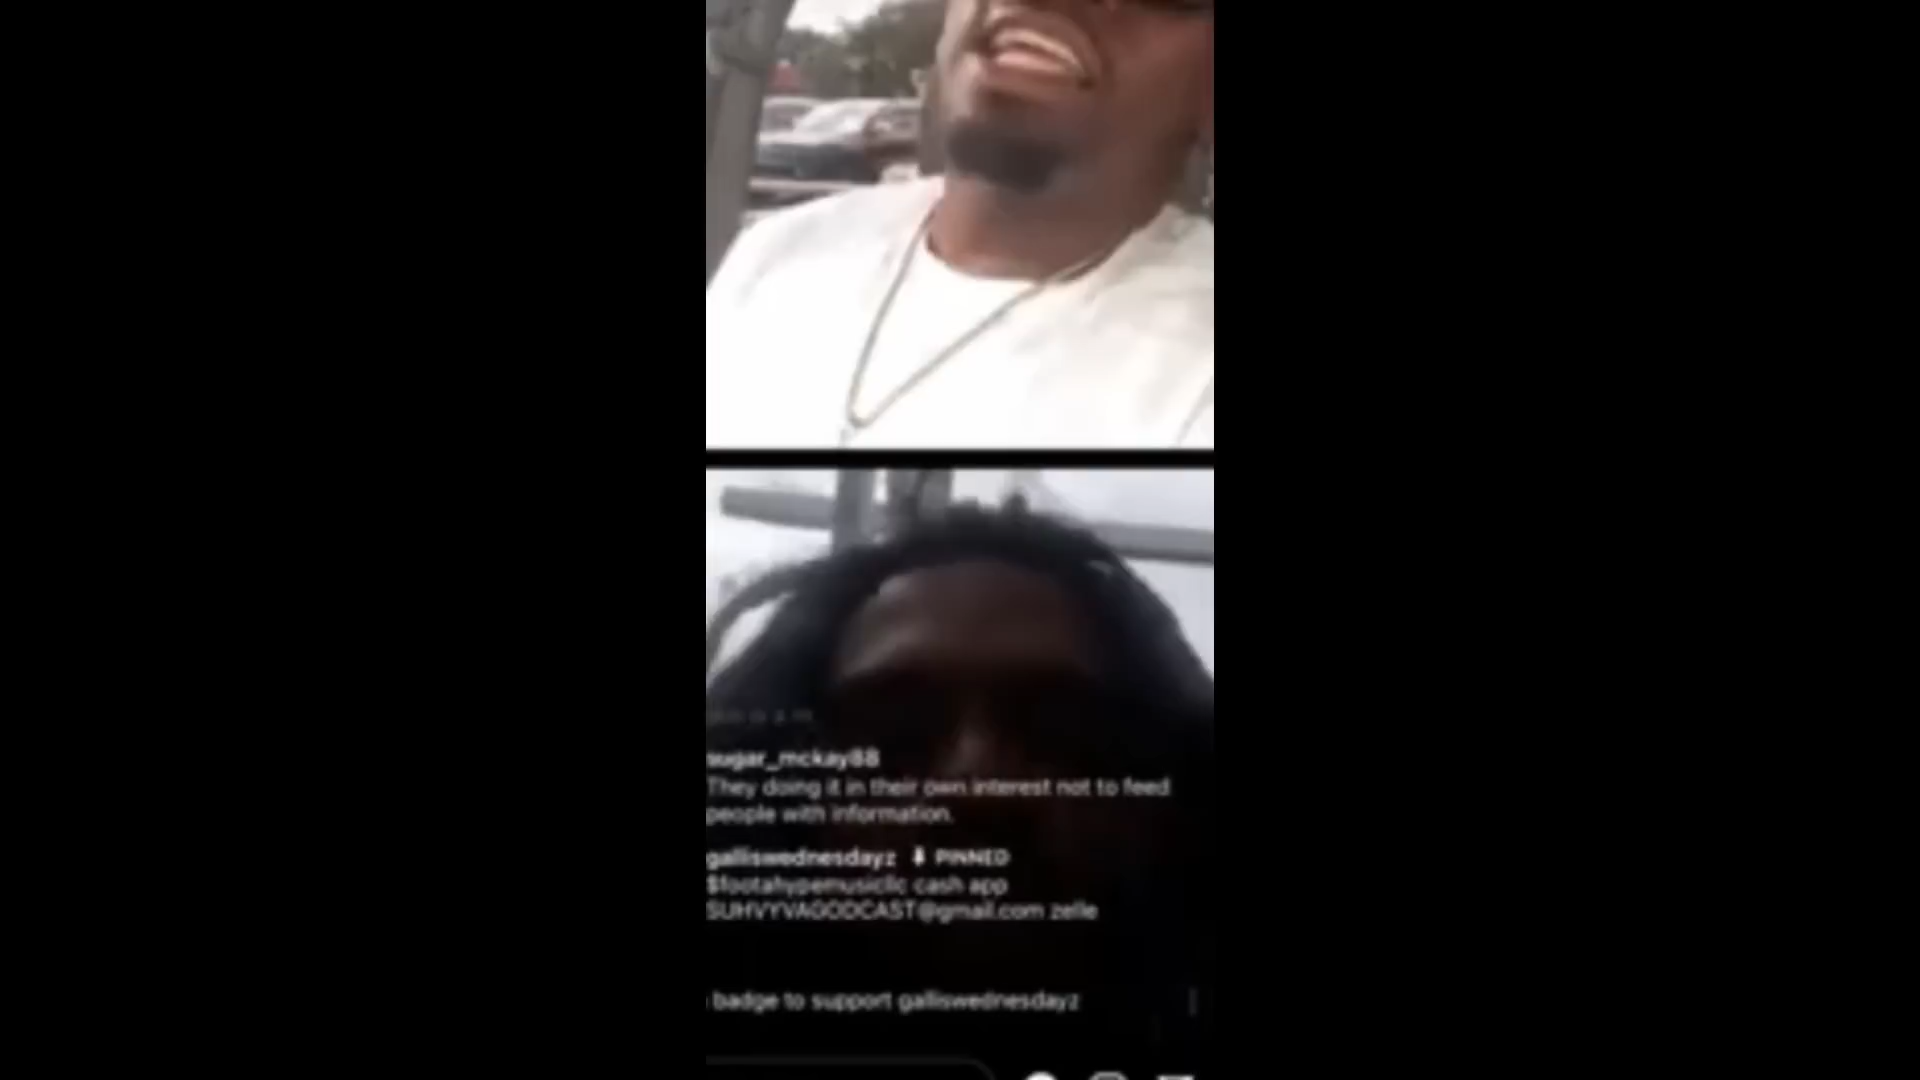 sugar_mckay88
They doing it in their own interest not to feed
people with information.
galliswednesdayz PINNED
$footahypemusicllc cash app
SUHVYVAGODCAST@gmail.com zelle
badge to support galliswednesdayz